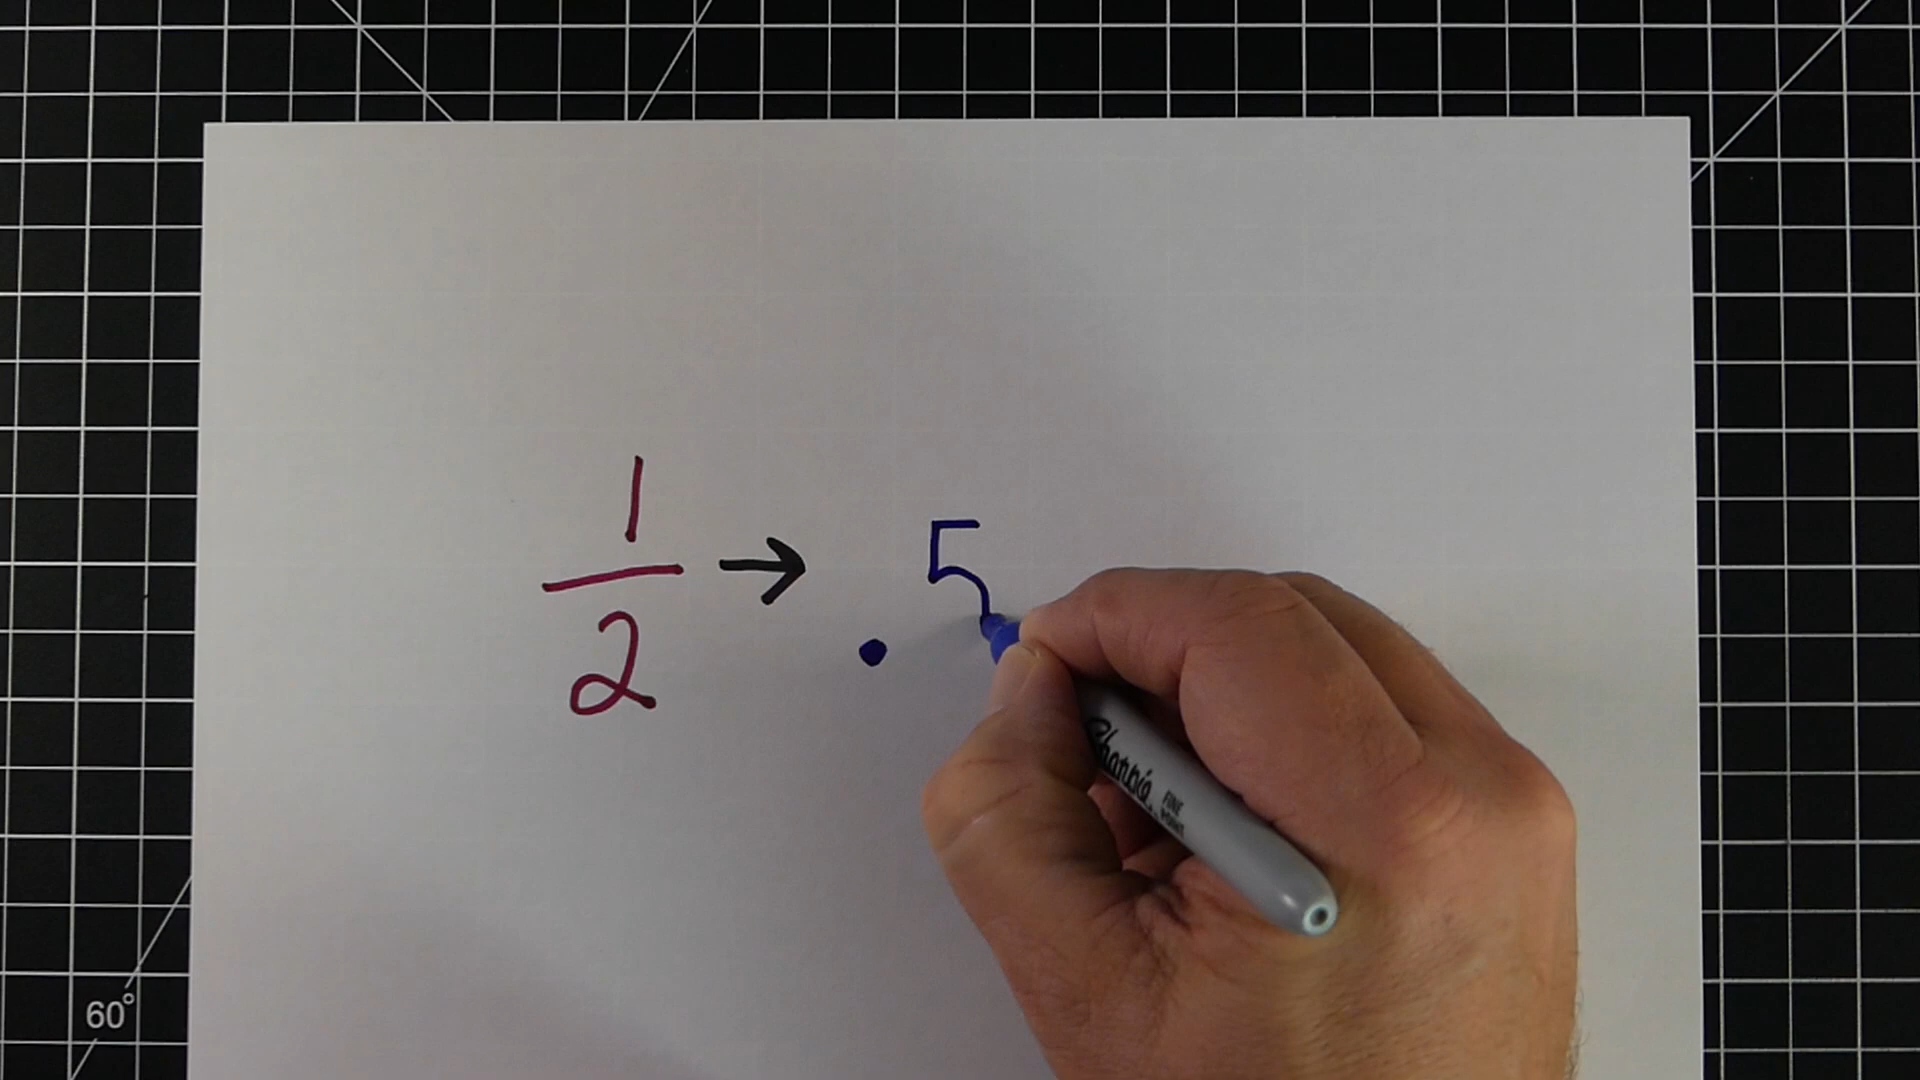 1
2
→ .5
Sharpie
FINE
POINT
60°